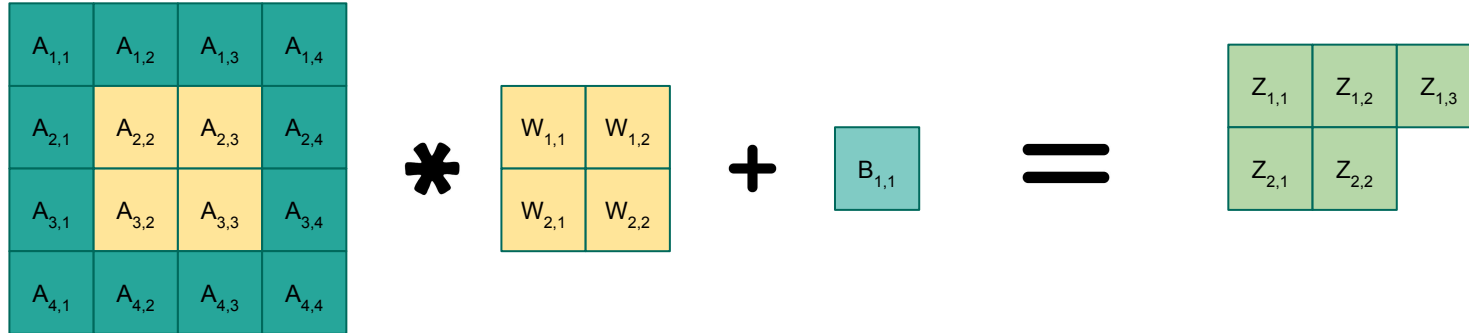 A1,1 A1,2 A1,3 A1,4
A2,1 A2,2 A2,3 A2,4
A3,1 A3,2 A3,3 A3,4
A4,1 A4,2 A4,3 A4,4
*
W1,1 W1,2
W2,1 W2,2
+
B1,1
=
Z1,1 Z1,2 Z1,3
Z2,1 Z2,2